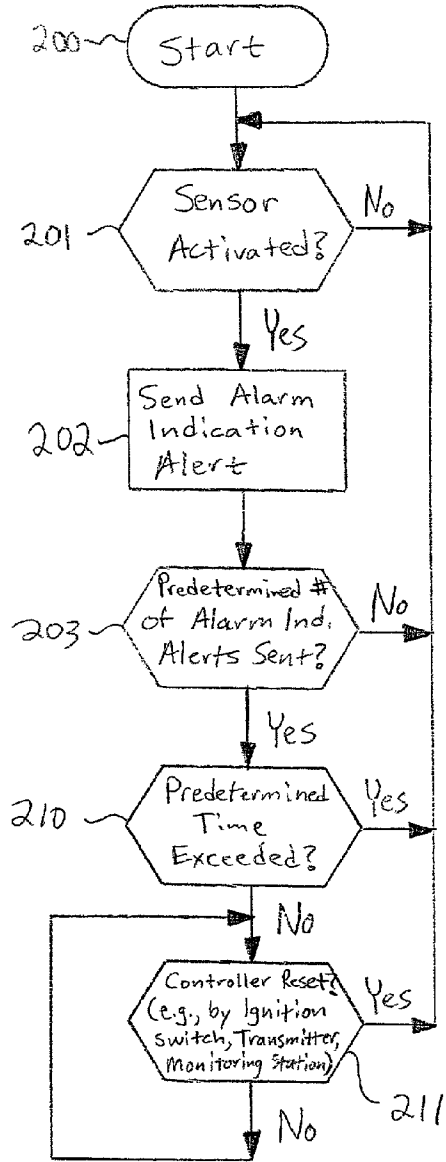 200
Start
Sensor
Activated?
No
201
Yes
Send Alarm
Indication
Alert
202
Predetermined #
of Alarm Ind.
Alerts Sent?
No
203
Yes
Predetermined
Time
Exceeded?
Yes
210
No
Controller Reset?
(e.g., by Ignition
switch, Transmitter,
Monitoring Station)
Yes
211
No